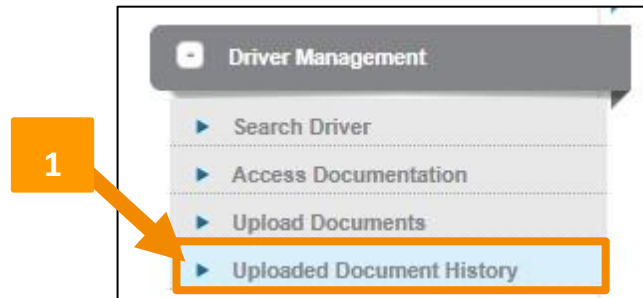 Driver Management
Search Driver
1
Access Documentation
Upload Documents
Uploaded Document History